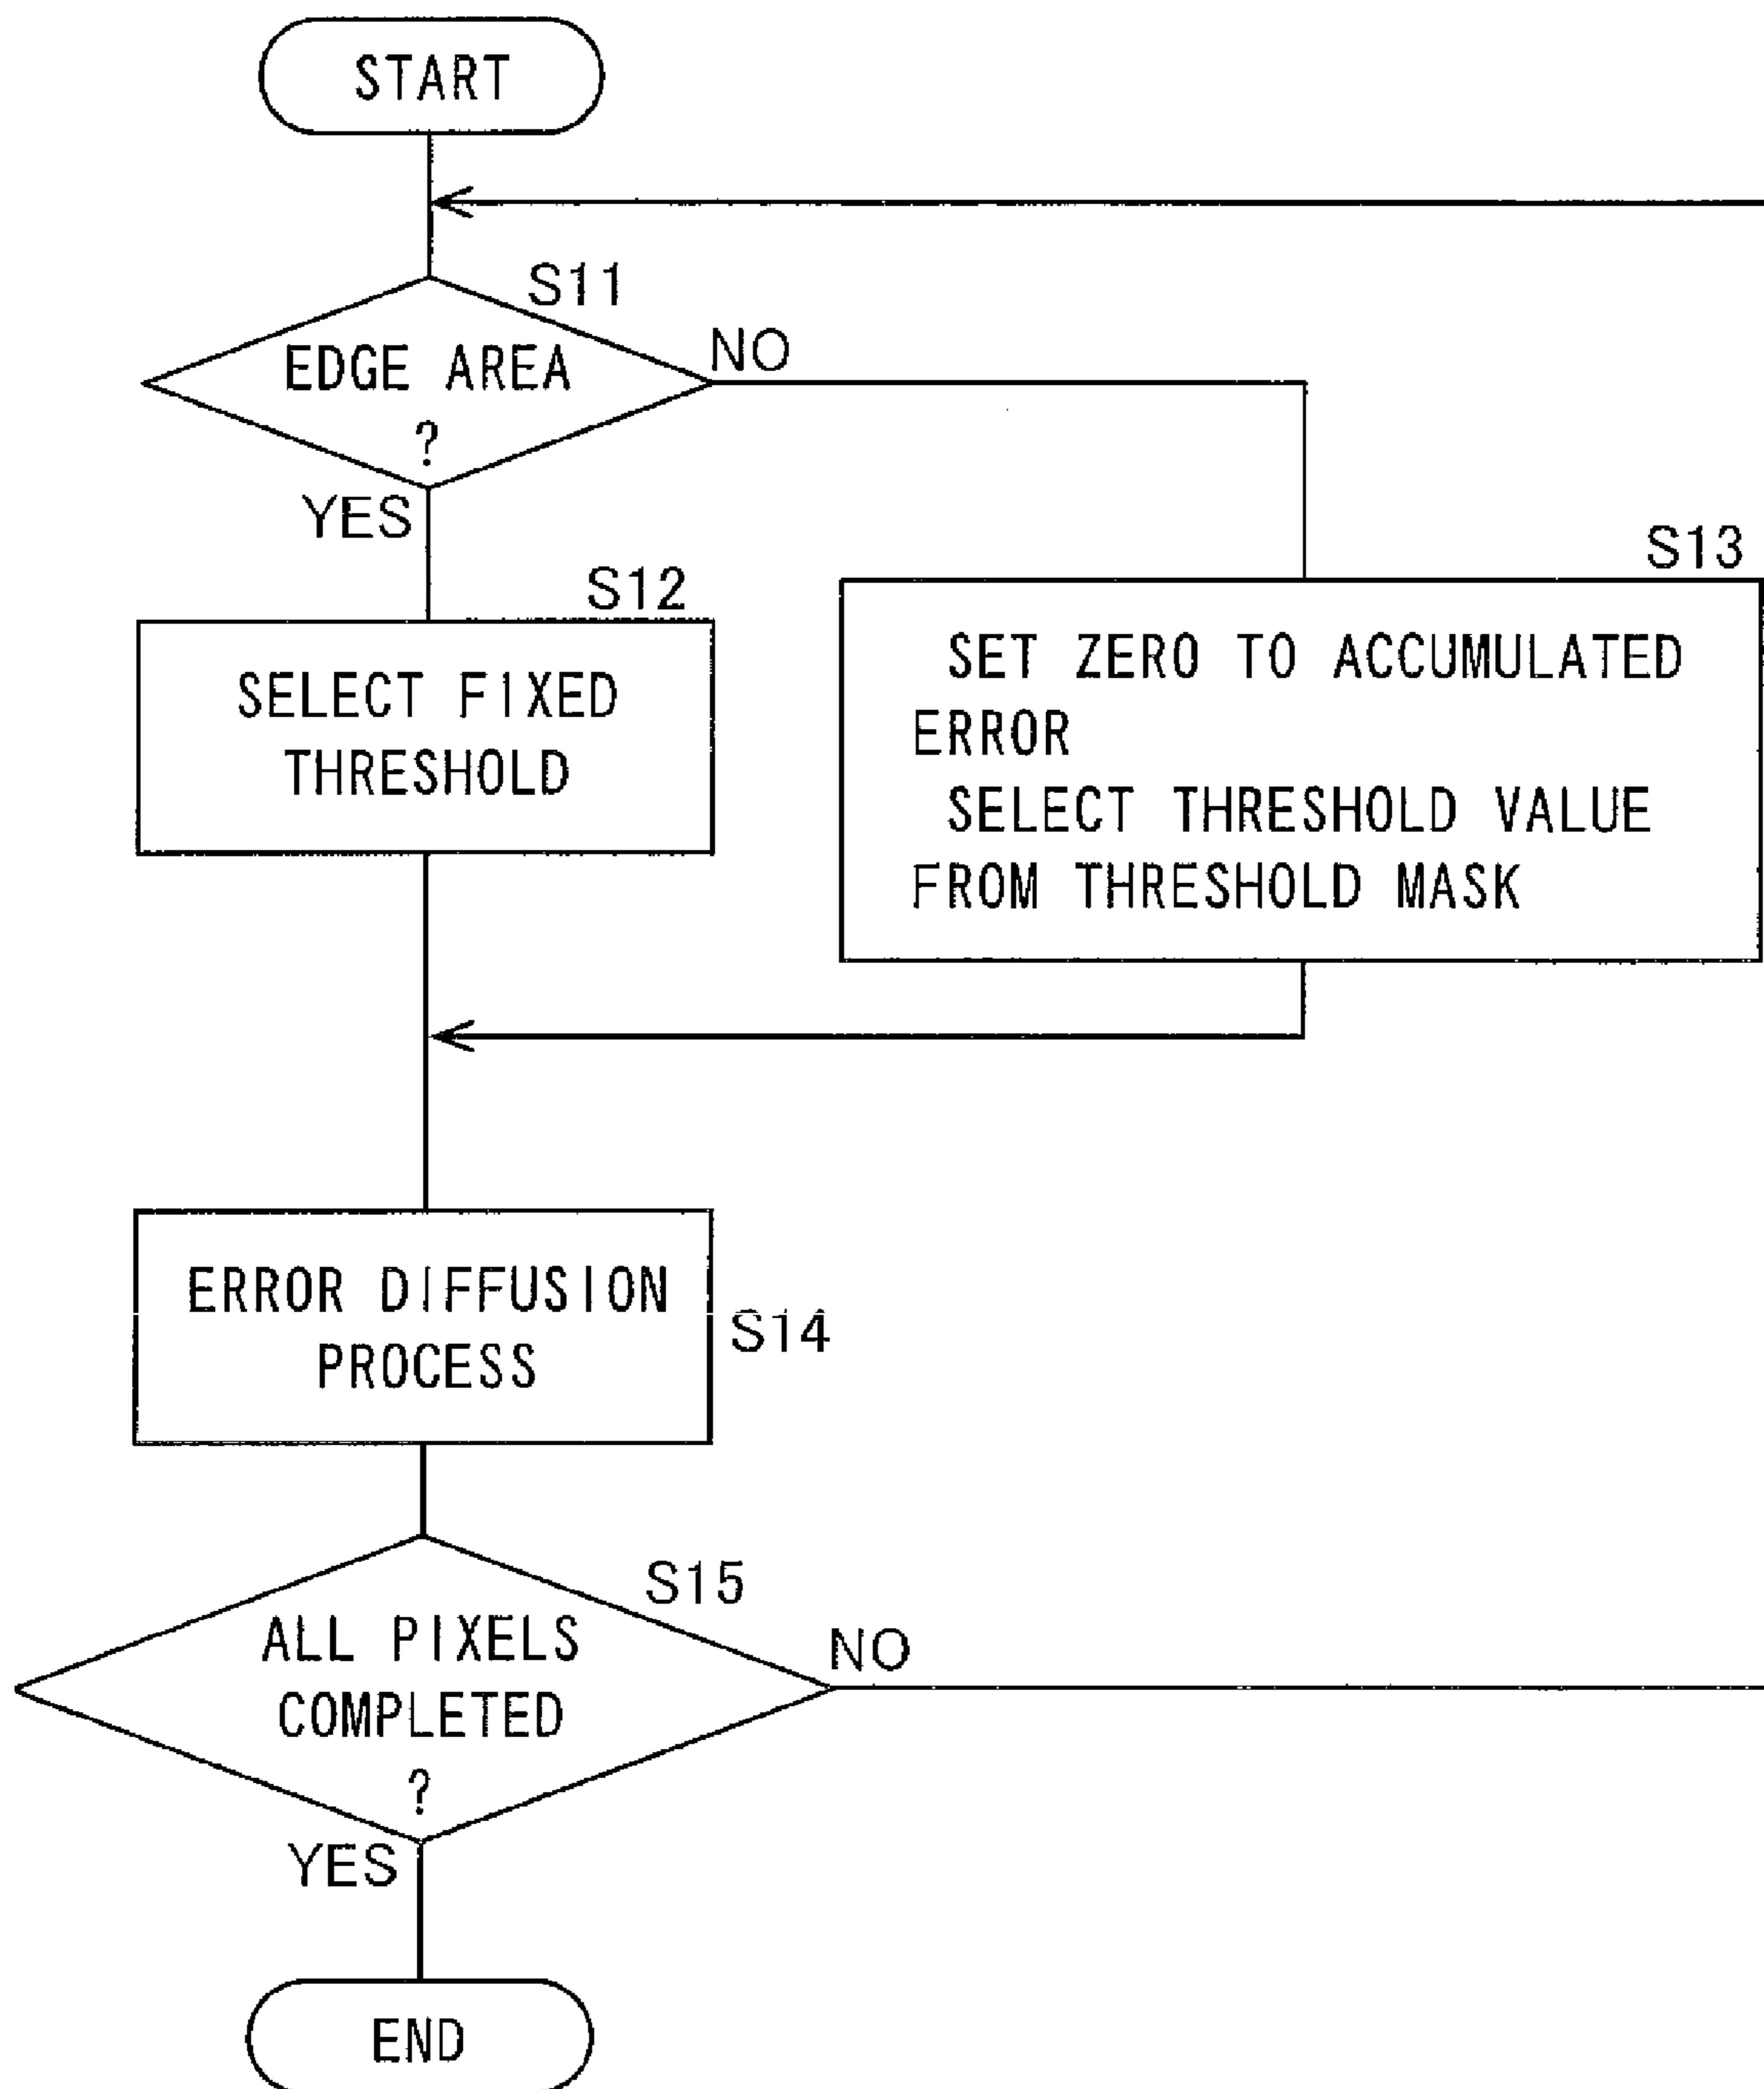 START
S11
EDGE AREA
NO
?
YES
S12
S13
SELECT FIXED
THRESHOLD
SET ZERO TO ACCUMULATED
ERROR
SELECT THRESHOLD VALUE
FROM THRESHOLD MASK
ERROR DIFFUSION
PROCESS
S14
S15
ALL PIXELS
COMPLETED
?
NO
YES
END